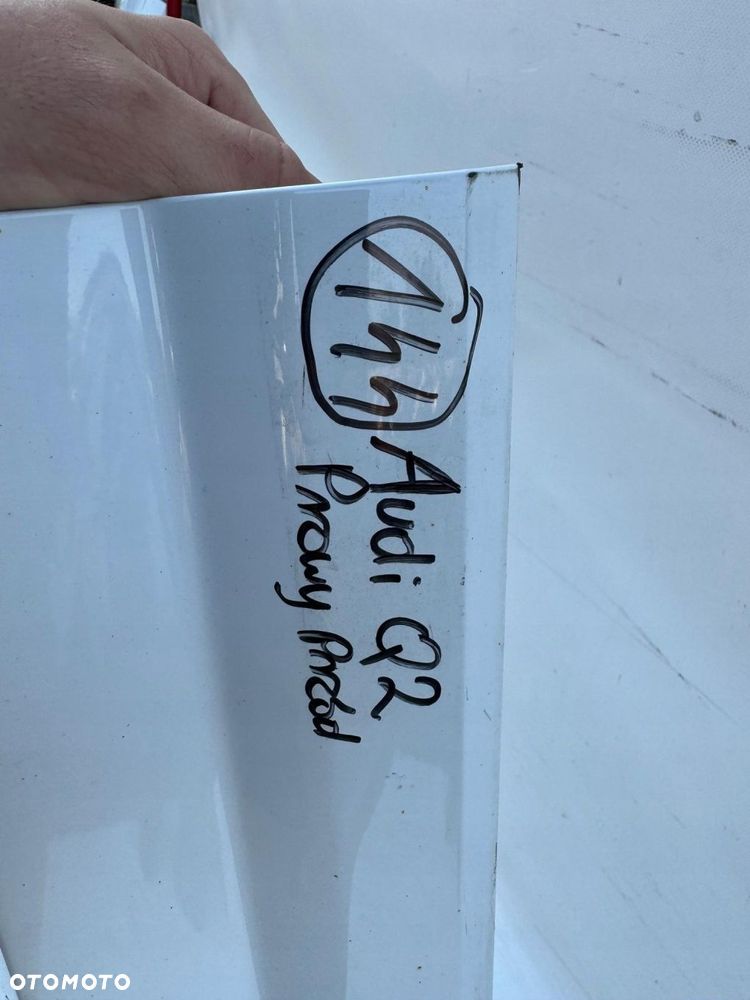 144
Audi Q2
Prawy Przód
OTOMOTO